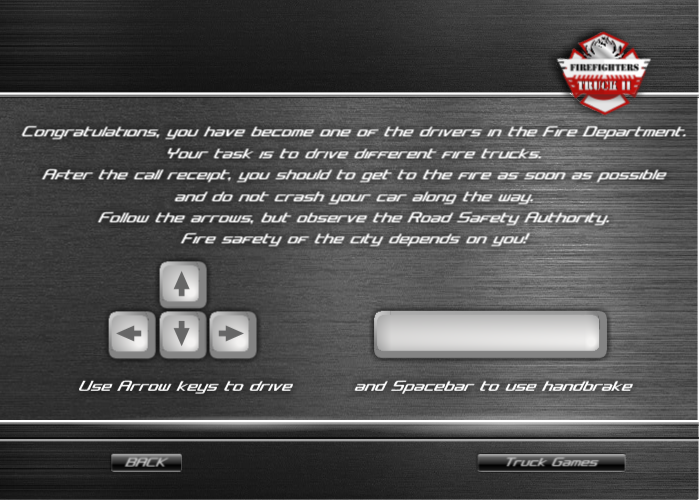 FIREFIGHTERS
TRUCK II
Congratulations, you have become one of the drivers in the Fire Department.
Your task is to drive different fire trucks.
After the call receipt, you should to get to the fire as soon as possible
and do not crash your car along the way.
Follow the arrows, but observe the Road Safety Authority.
Fire safety of the city depends on you!
Use Arrow keys to drive
and Spacebar to use handbrake
BACK
Truck Games